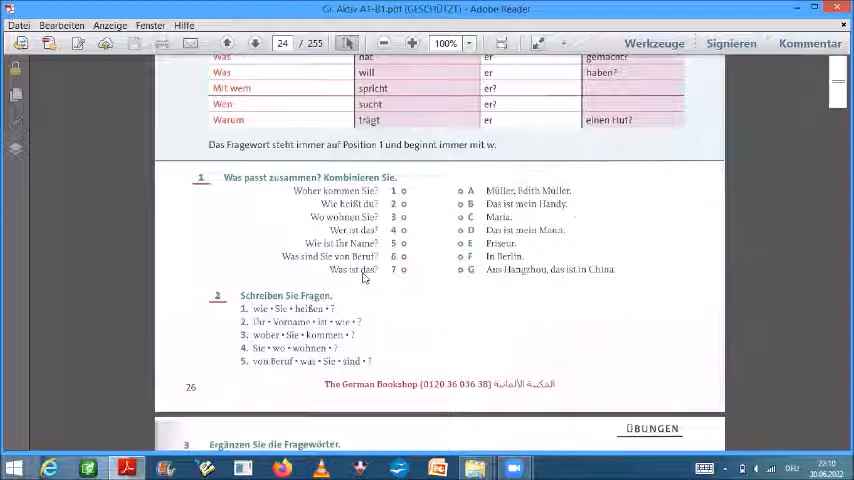 Gr. Aktiv A1-B1.pdf (GESCHÜTZT) - Adobe Reader
Datei Bearbeiten Anzeige Fenster Hilfe
24 / 255 100% Werkzeuge Signieren Kommentar
Was hat er gemacht?
Was will er haben?
Mit wem spricht er?
Wen sucht er?
Warum trägt er einen Hut?
Das Fragewort steht immer auf Position 1 und beginnt immer mit w.
1 Was passt zusammen? Kombinieren Sie.
Woher kommen Sie? 1 A Müller, Edith Müller.
Wie heißt du? 2 B Das ist mein Handy.
Wo wohnen Sie? 3 C Maria.
Wer ist das? 4 D Das ist mein Mann.
Wie ist Ihr Name? 5 E Friseur.
Was sind Sie von Beruf? 6 F In Berlin.
Was ist das? 7 G Aus Hangzhou, das ist in China
2 Schreiben Sie Fragen.
1. wie • Sie • heißen • ?
2. Ihr • Vorname • ist • wie • ?
3. woher • Sie • kommen • ?
4. Sie • wo • wohnen • ?
5. von Beruf • was • Sie • sind • ?
26 The German Bookshop (0120 36 036 38) المكتبة الألمانية
ÜBUNGEN
3 Ergänzen Sie die Fragewörter.
DEU 22:10
30.06.2022